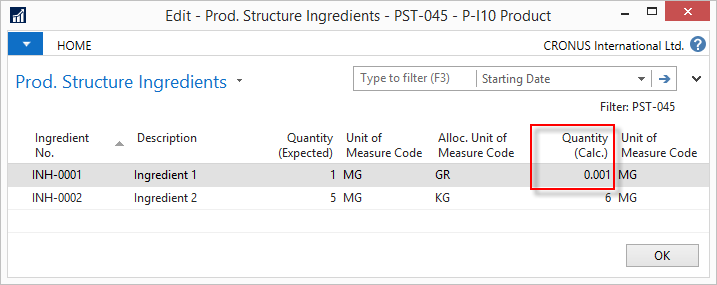 Edit - Prod. Structure Ingredients - PST-045 - P-I10 Product
HOME CRONUS International Ltd. ?
Prod. Structure Ingredients Type to filter (F3) Starting Date
Filter: PST-045
Ingredient No. Description Quantity (Expected) Unit of Measure Code Alloc. Unit of Measure Code Quantity (Calc.) Unit of Measure Code
INH-0001 Ingredient 1 1 MG GR 0.001 MG
INH-0002 Ingredient 2 5 MG KG 6 MG
OK